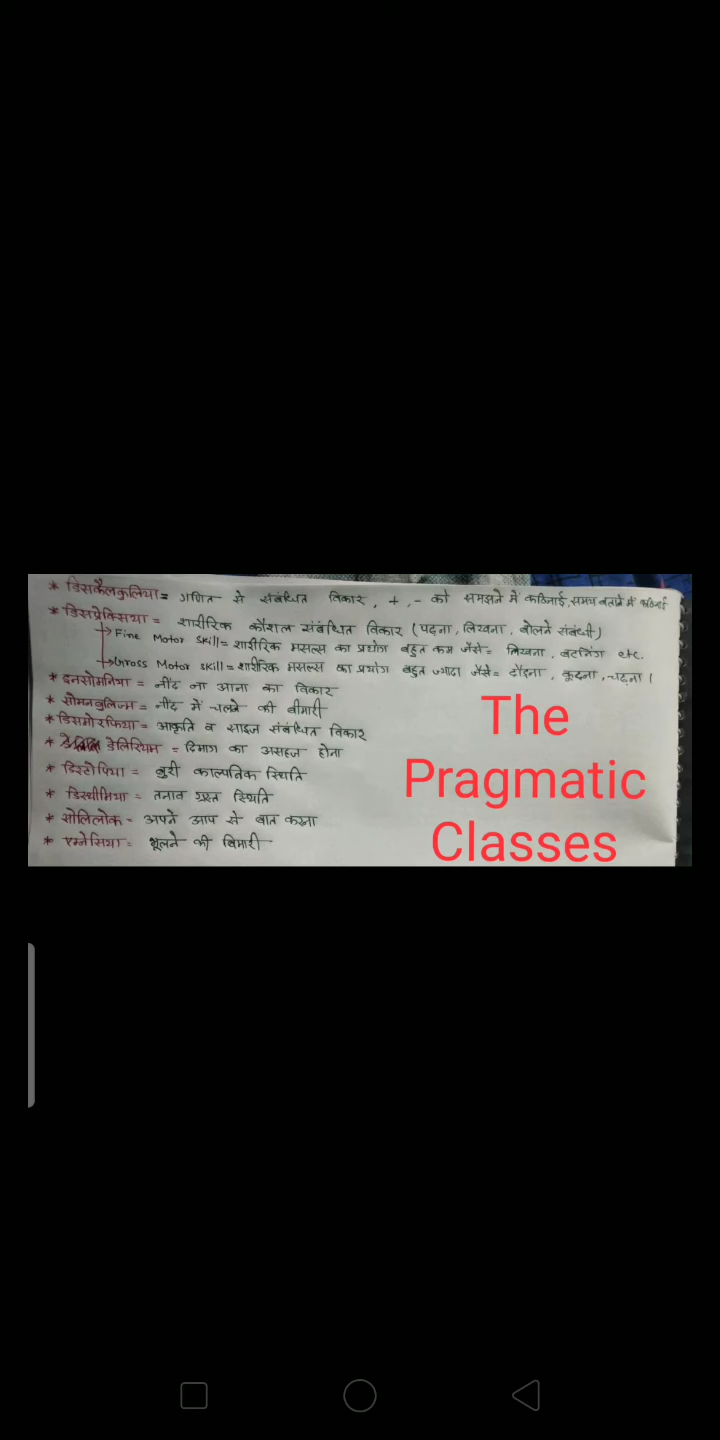 * डिसकैलकुलिया = गणित से संबंधित विकार, +, - को समझने में कठिनाई, समय बताने में कठिनाई
* डिसप्रेक्सिया = शारीरिक कौशल संबंधित विकार (पढ़ना, लिखना, बोलने संबंधी)
→ Fine Motor Skill = शारीरिक मसल्स का प्रयोग बहुत कम जैसे = लिखना, बटनिंग etc.
→ Gross Motor Skill = शारीरिक मसल्स का प्रयोग बहुत ज्यादा जैसे = दौड़ना, कूदना, चढ़ना।
* इनसोमनिया = नींद ना आना का विकार
* सोमनबुलिज्म = नींद में चलने की बीमारी
* डिसमोरफिया = आकृति व साइज संबंधित विकार
* डेलिरियम = दिमाग का असहज होना
* डिस्टोपिया = बुरी काल्पनिक स्थिति
* डिस्थीमिया = तनाव ग्रस्त स्थिति
* सोलिलोक = अपने आप से बात करना
* एम्नेसिया = भूलने की बिमारी
The
Pragmatic
Classes